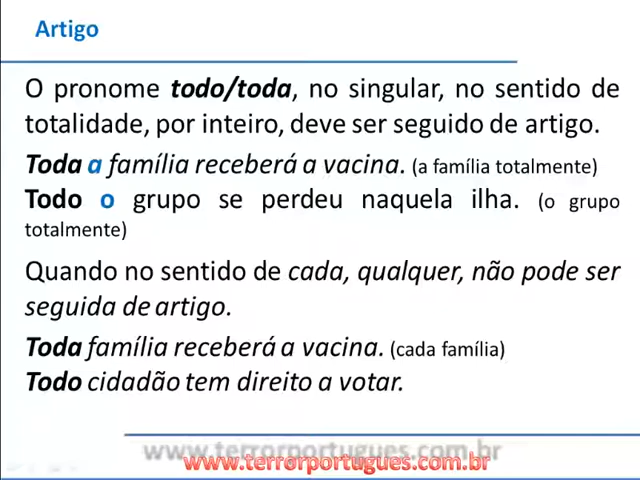 Artigo
O pronome todo/toda, no singular, no sentido de
totalidade, por inteiro, deve ser seguido de artigo.
Toda a família receberá a vacina. (a família totalmente)
Todo o grupo se perdeu naquela ilha. (o grupo
totalmente)
Quando no sentido de cada, qualquer, não pode ser
seguida de artigo.
Toda família receberá a vacina. (cada família)
Todo cidadão tem direito a votar.
www.terrorportugues.com.br
www.terrorportugues.com.br